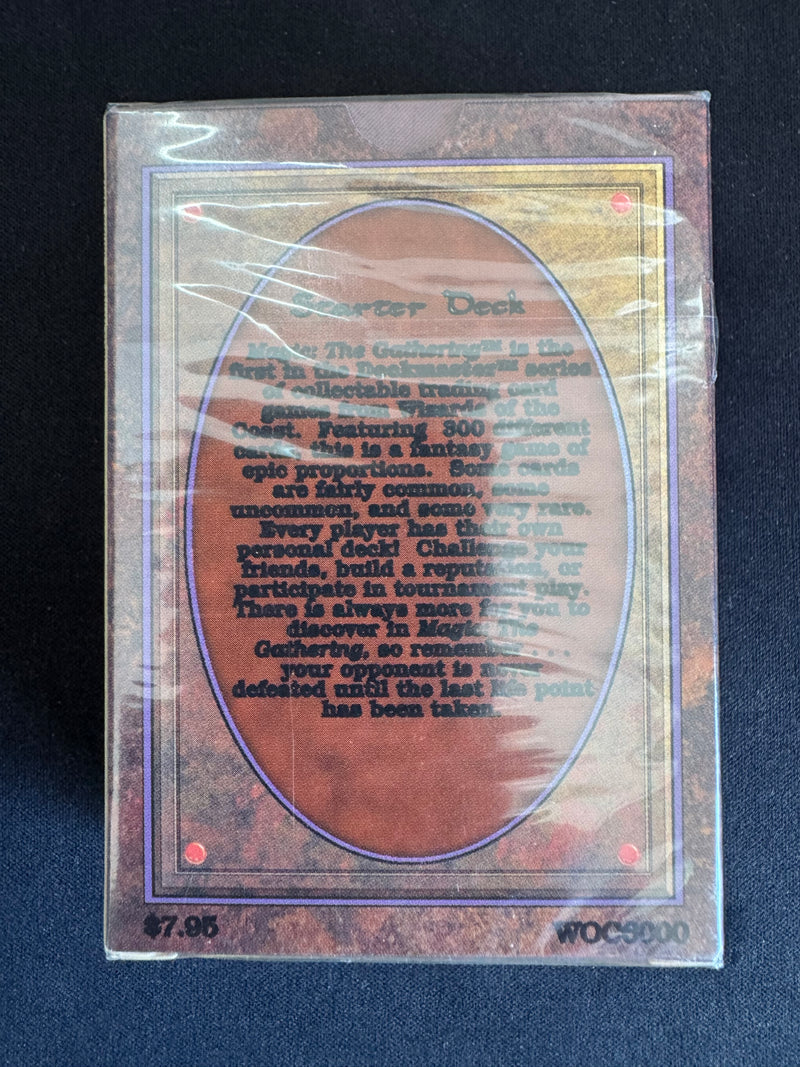 Starter Deck
Magic: The Gathering™ is the
first in the Deckmaster™ series
of collectable trading card
games from Wizards of the
Coast. Featuring 300 different
cards, this is a fantasy game of
epic proportions. Some cards
are fairly common, some
uncommon, and some very rare.
Every player has their own
personal deck! Challenge your
friends, build a reputation, or
participate in tournament play.
There is always more for you to
discover in Magic: The
Gathering, so remember . . .
your opponent is never
defeated until the last life point
has been taken.
$7.95